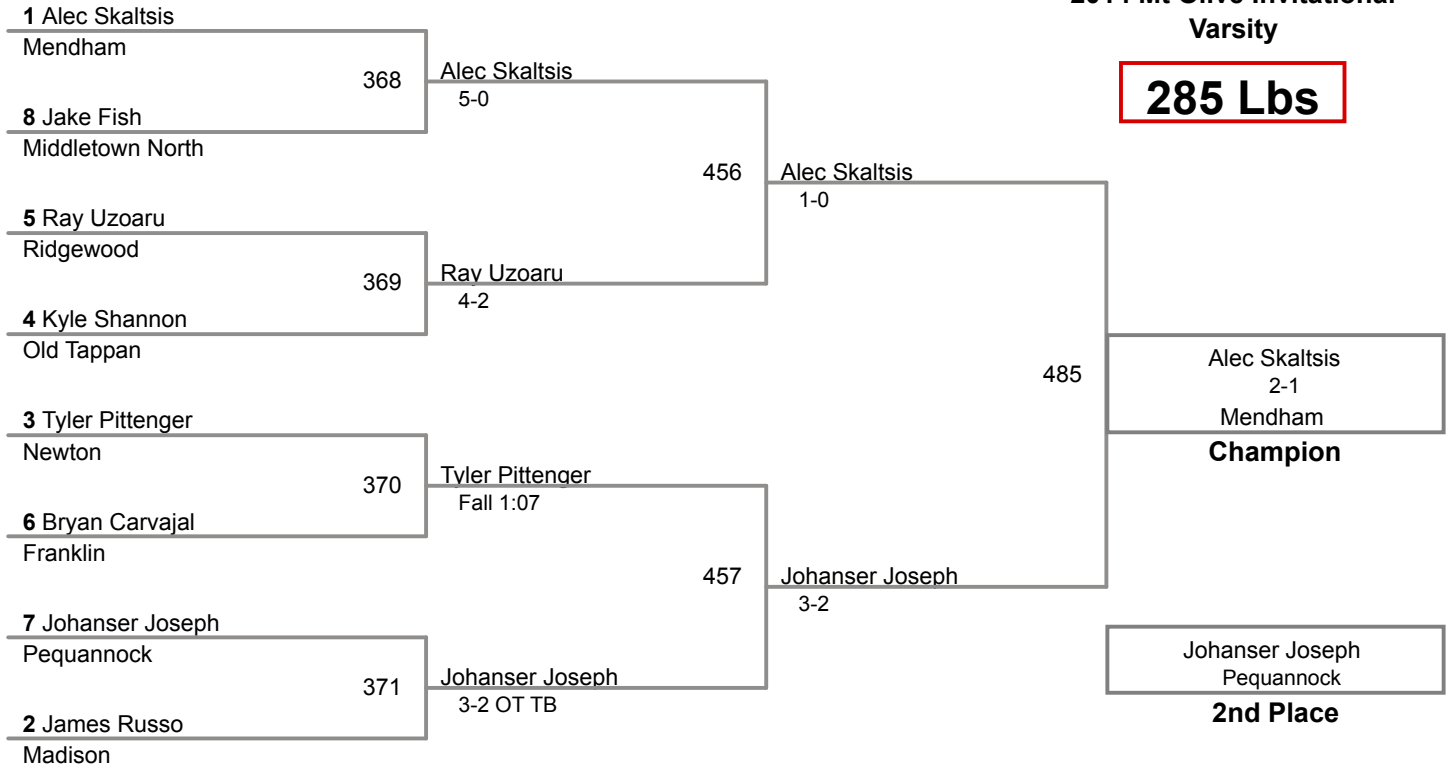 2014 Mt Olive Invitational
Varsity
285 Lbs
1 Alec Skaltsis
Mendham
368
8 Jake Fish
Middletown North
5 Ray Uzoaru
Ridgewood
369
4 Kyle Shannon
Old Tappan
3 Tyler Pittenger
Newton
370
6 Bryan Carvajal
Franklin
7 Johanser Joseph
Pequannock
371
2 James Russo
Madison
Alec Skaltsis
5-0
456
Ray Uzoaru
4-2
Tyler Pittenger
Fall 1:07
457
Johanser Joseph
3-2 OT TB
Alec Skaltsis
1-0
485
Johanser Joseph
3-2
Alec Skaltsis
2-1
Mendham
Champion
Johanser Joseph
Pequannock
2nd Place